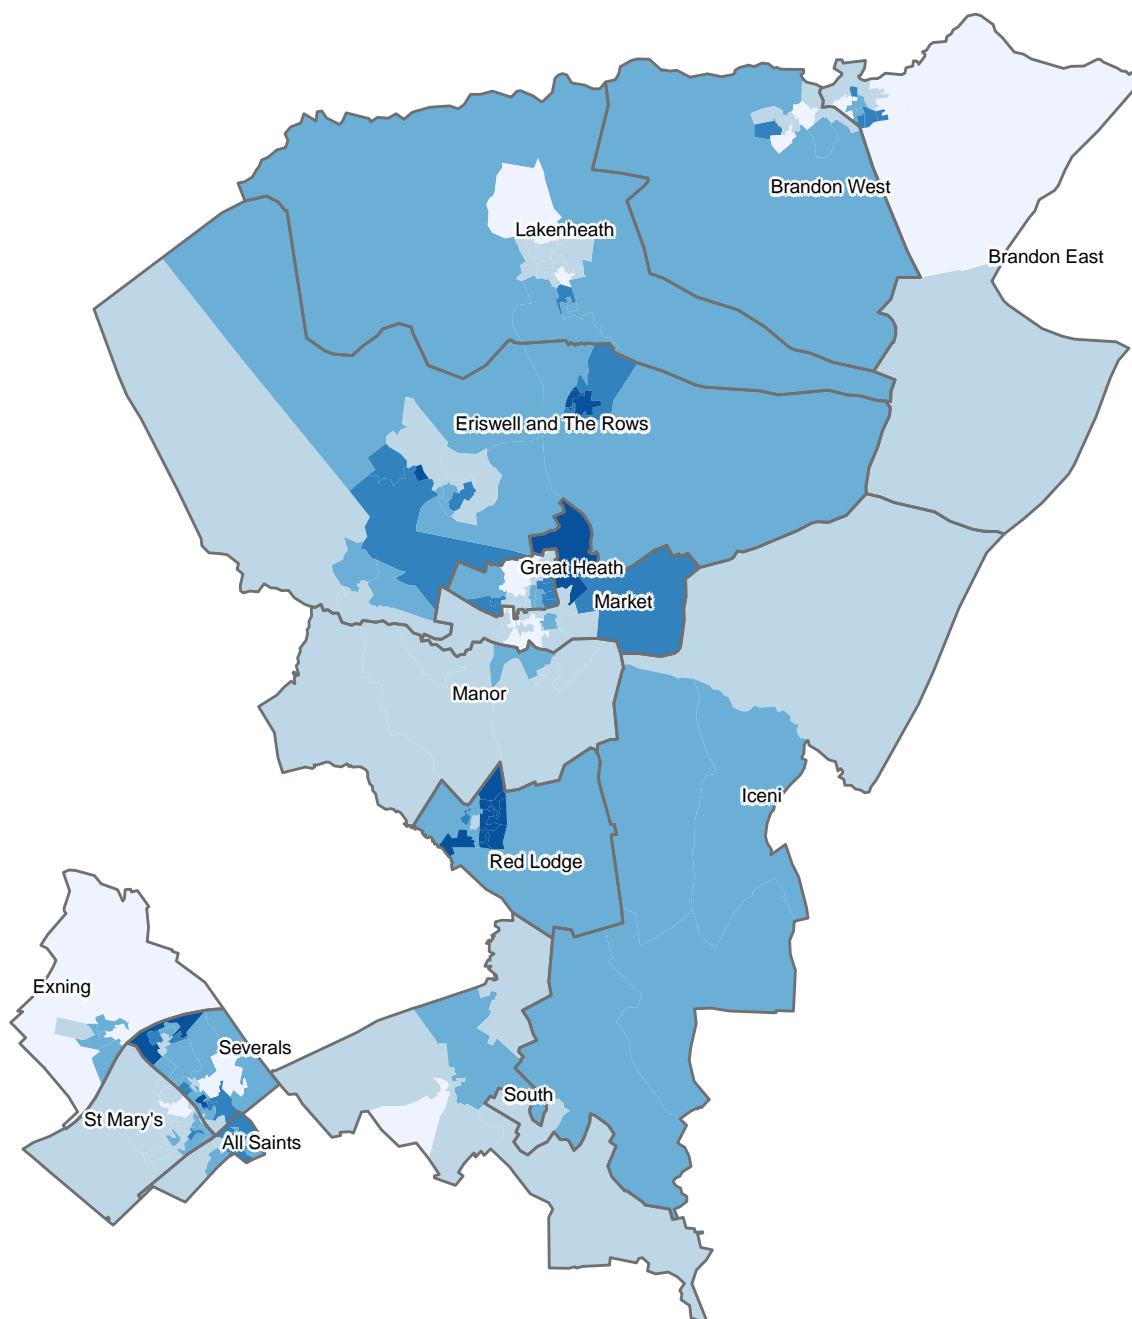 Brandon West
Lakenheath
Brandon East
Eriswell and The Rows
Great Heath
Market
Manor
Iceni
Red Lodge
Exning
Severals
South
St Mary's
All Saints